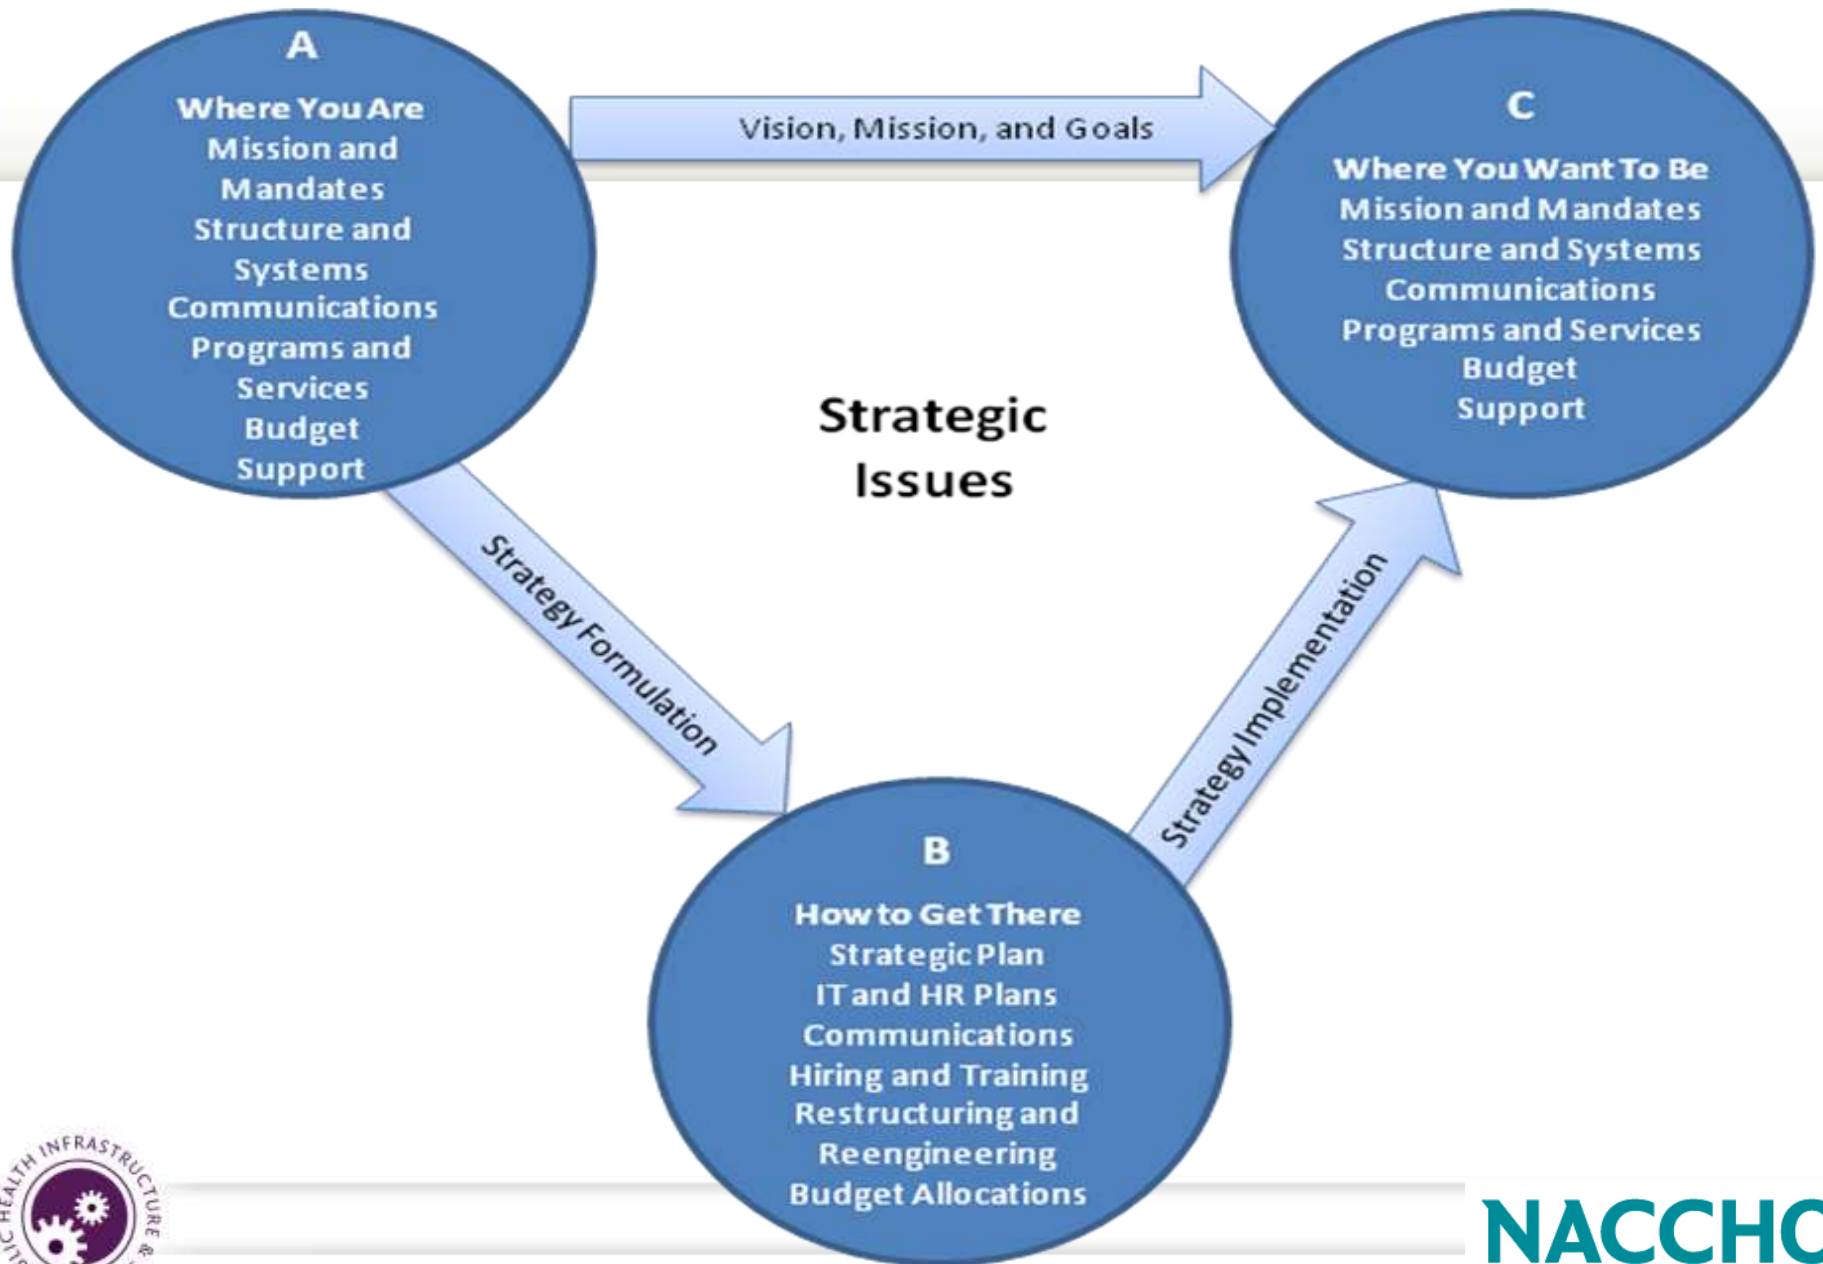 A
Where You Are
Mission and
Mandates
Structure and
Systems
Communications
Programs and
Services
Budget
Support
Vision, Mission, and Goals
C
Where You Want To Be
Mission and Mandates
Structure and Systems
Communications
Programs and Services
Budget
Support
Strategic
Issues
Strategy Formulation
Strategy Implementation
B
How to Get There
Strategic Plan
IT and HR Plans
Communications
Hiring and Training
Restructuring and
Reengineering
Budget Allocations
HEALTH INFRASTRUCTURE &
NACCHO